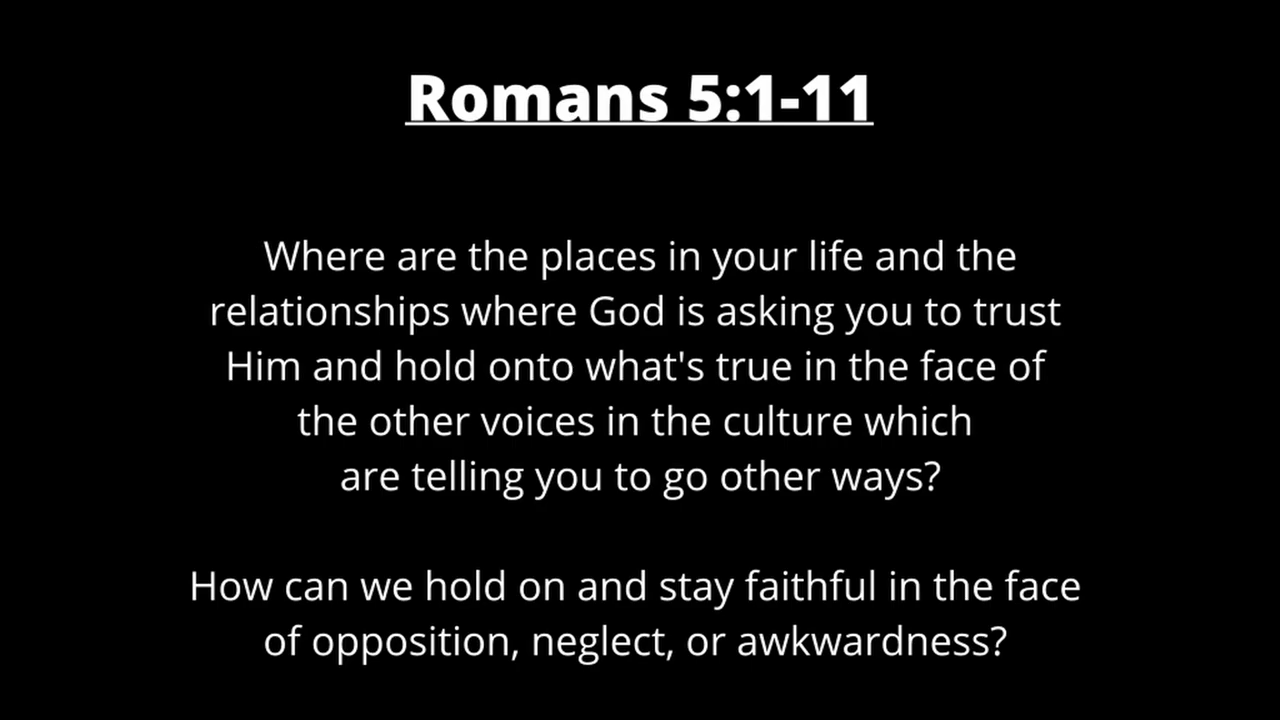 Romans 5:1-11
Where are the places in your life and the
relationships where God is asking you to trust
Him and hold onto what's true in the face of
the other voices in the culture which
are telling you to go other ways?
How can we hold on and stay faithful in the face
of opposition, neglect, or awkwardness?